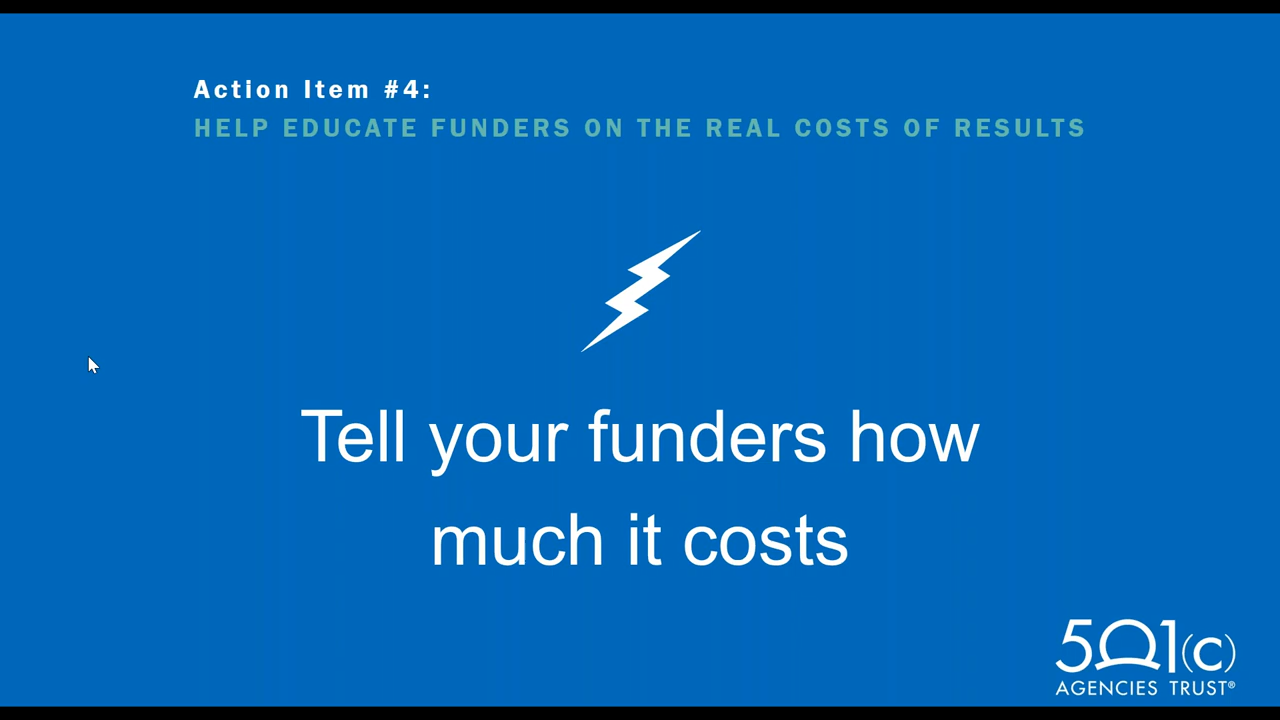 Action Item #4:
HELP EDUCATE FUNDERS ON THE REAL COSTS OF RESULTS
Tell your funders how
much it costs
501(c)
AGENCIES TRUST®